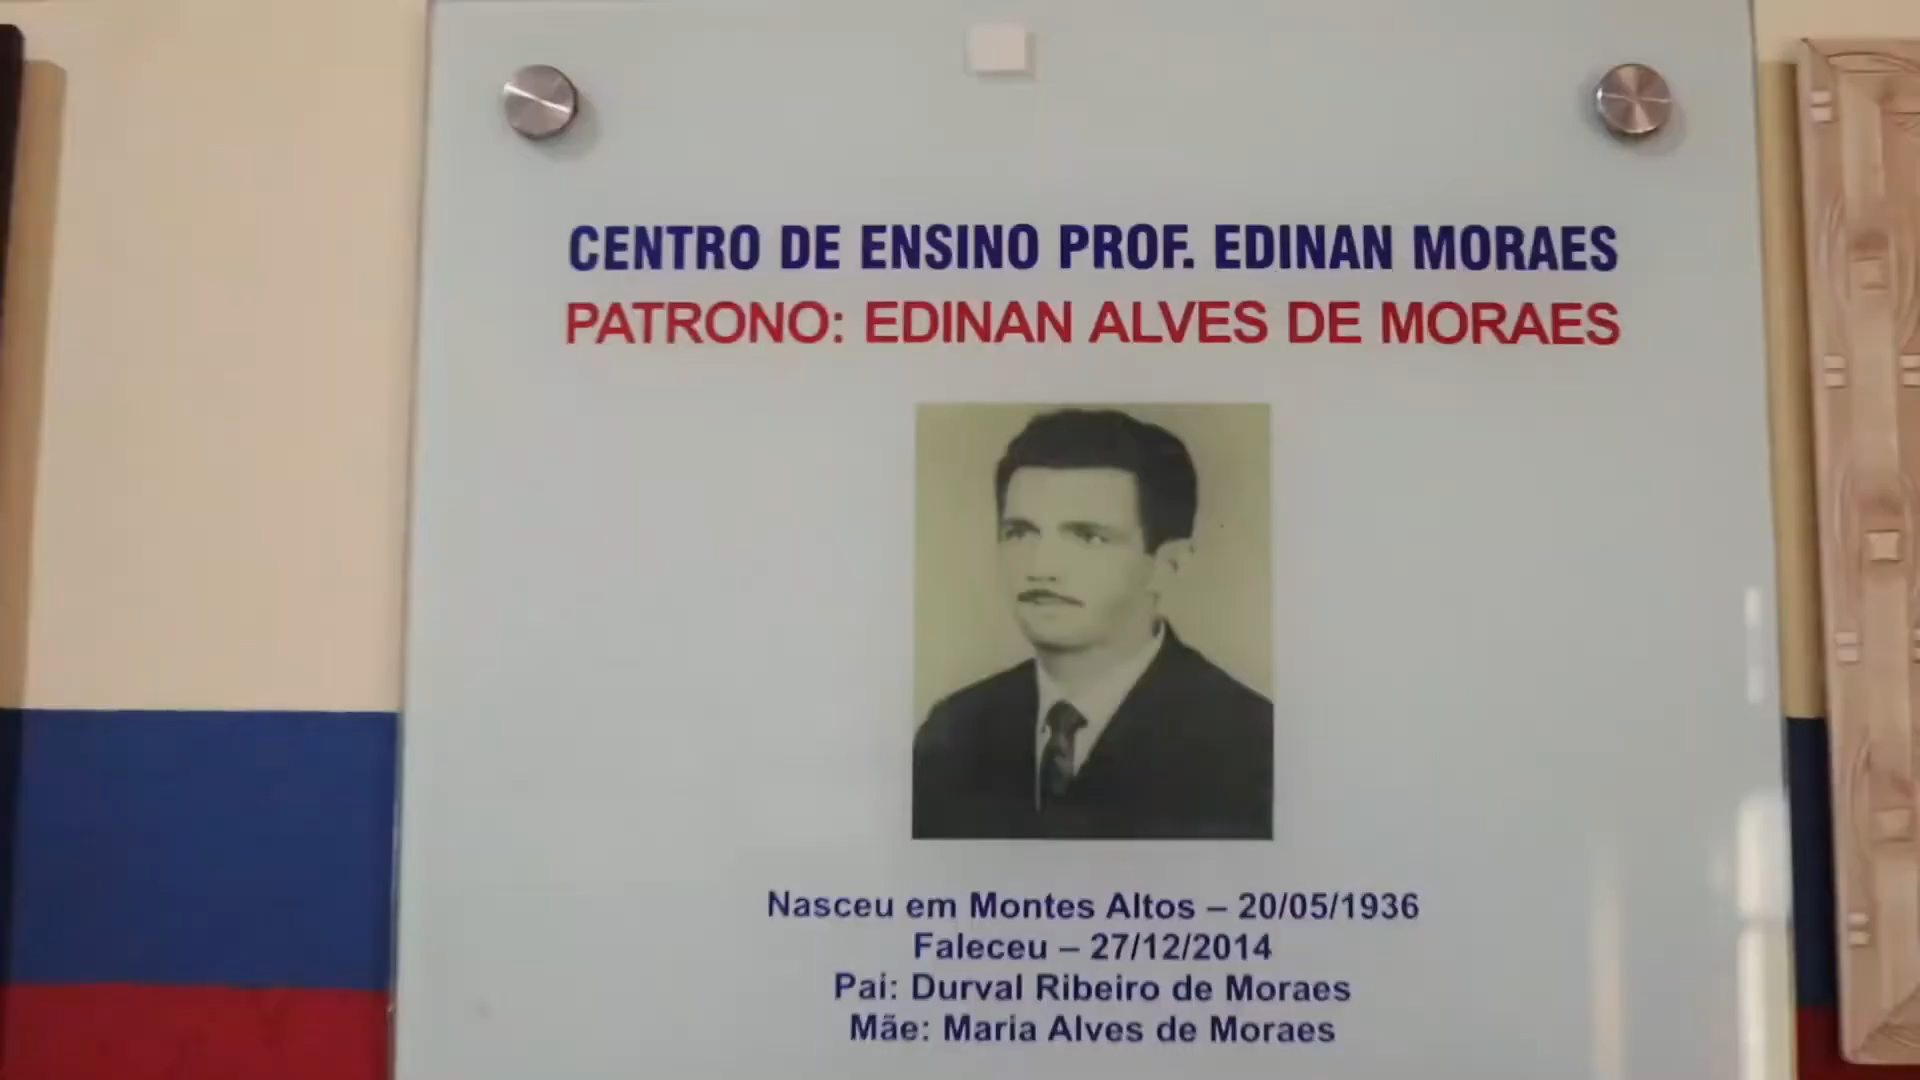 CENTRO DE ENSINO PROF. EDINAN MORAES
PATRONO: EDINAN ALVES DE MORAES
Nasceu em Montes Altos – 20/05/1936
Faleceu – 27/12/2014
Pai: Durval Ribeiro de Moraes
Mãe: Maria Alves de Moraes